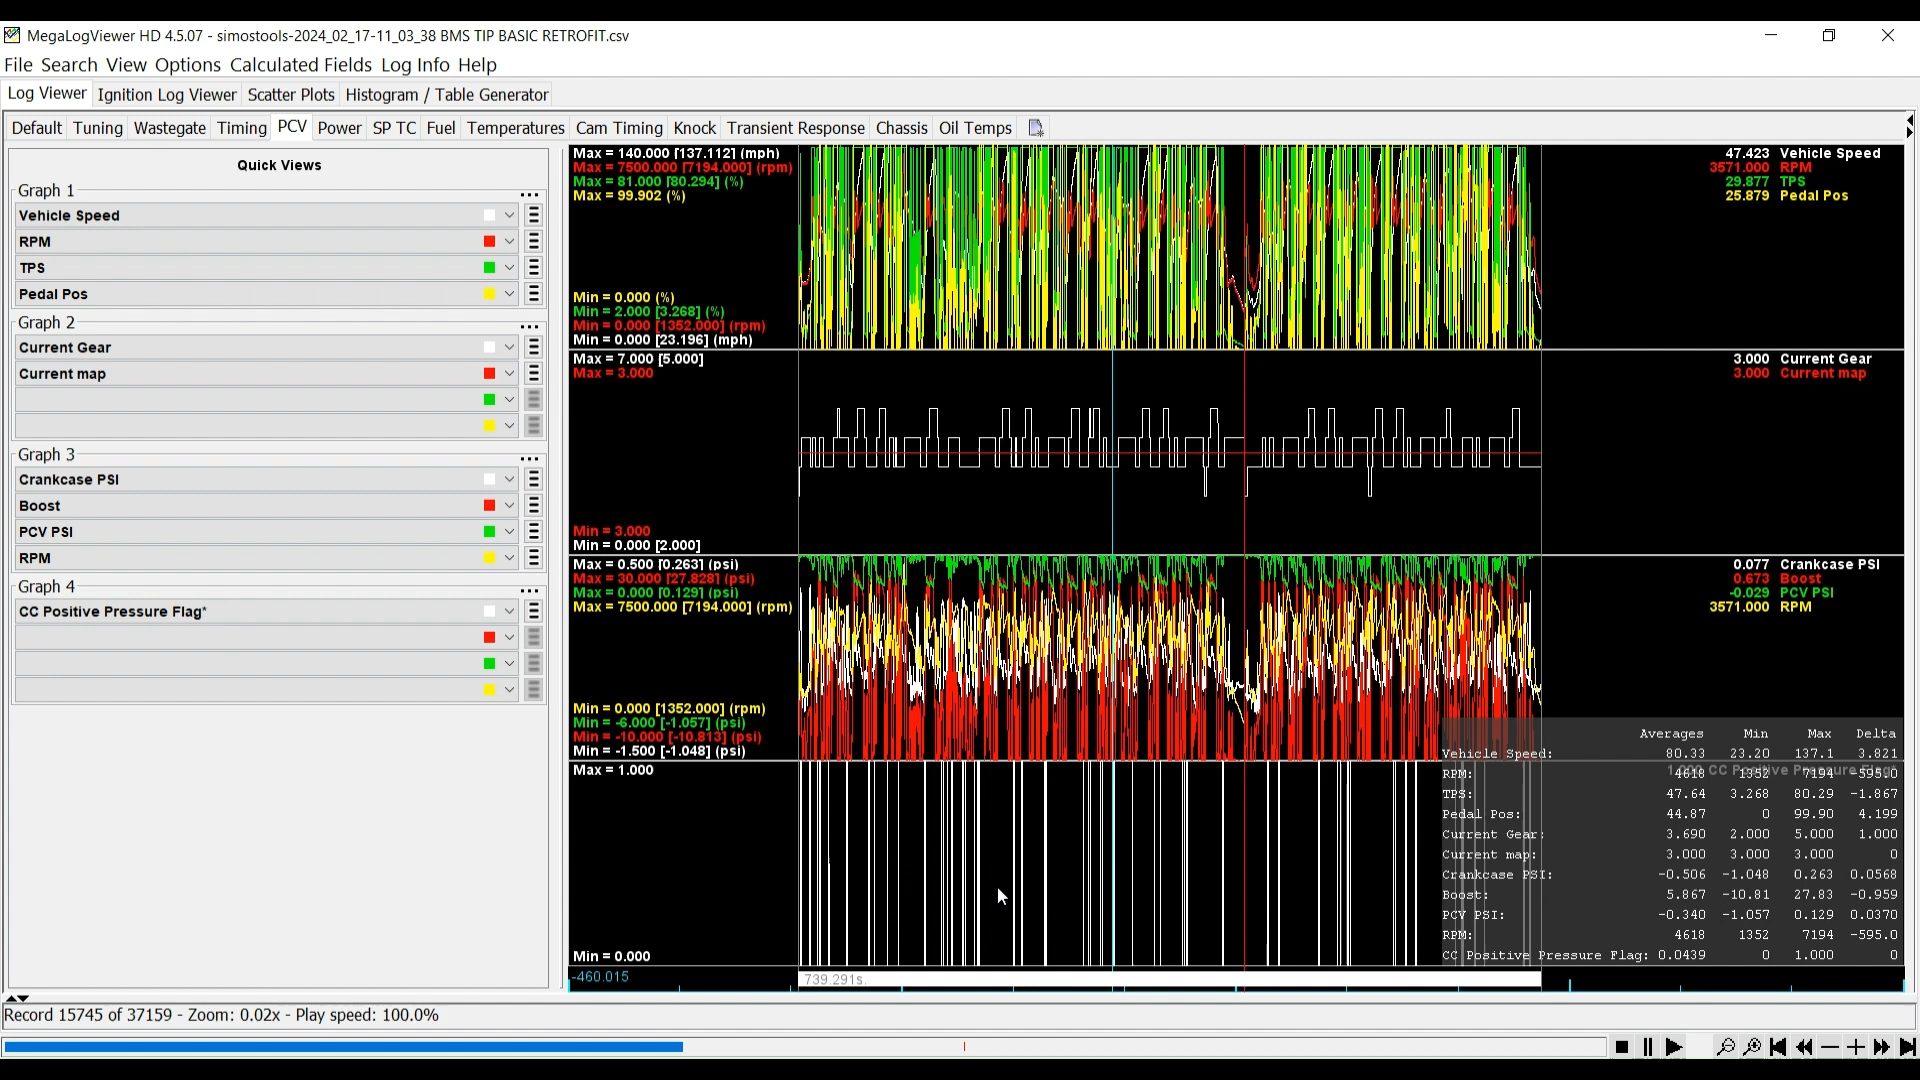 MegaLogViewer HD 4.5.07 - simostools-2024_02_17-11_03_38 BMS TIP BASIC RETROFIT.csv
File Search View Options Calculated Fields Log Info Help
Log Viewer Ignition Log Viewer Scatter Plots Histogram / Table Generator
Default Tuning Wastegate Timing PCV Power SP TC Fuel Temperatures Cam Timing Knock Transient Response Chassis Oil Temps
Quick Views
Graph 1
Vehicle Speed
RPM
TPS
Pedal Pos
Graph 2
Current Gear
Current map
Graph 3
Crankcase PSI
Boost
PCV PSI
RPM
Graph 4
CC Positive Pressure Flag*
Max = 140.000 [137.112] (mph)
Max = 7500.000 [7194.000] (rpm)
Max = 81.000 [80.294] (%)
Max = 99.902 (%)
Min = 0.000 (%)
Min = 2.000 [3.268] (%)
Min = 0.000 [1352.000] (rpm)
Min = 0.000 [23.196] (mph)
47.423 Vehicle Speed
3571.000 RPM
29.877 TPS
25.879 Pedal Pos
Max = 7.000 [5.000]
Max = 3.000
Min = 3.000
Min = 0.000 [2.000]
3.000 Current Gear
3.000 Current map
Max = 0.500 [0.263] (psi)
Max = 30.000 [27.828] (psi)
Max = 0.000 [0.129] (psi)
Max = 7500.000 [7194.000] (rpm)
Min = 0.000 [1352.000] (rpm)
Min = -6.000 [-1.057] (psi)
Min = -10.000 [-10.813] (psi)
Min = -1.500 [-1.048] (psi)
0.077 Crankcase PSI
0.673 Boost
-0.029 PCV PSI
3571.000 RPM
Max = 1.000
Min = 0.000
1.000 CC Positive Pressure Flag*
Averages Min Max Delta
Vehicle Speed: 80.33 23.20 137.1 3.821
RPM: 4618 1352 7194 -595.0
TPS: 47.64 3.268 80.29 -1.867
Pedal Pos: 44.87 0 99.90 4.199
Current Gear: 3.690 2.000 5.000 1.000
Current map: 3.000 3.000 3.000 0
Crankcase PSI: -0.506 -1.048 0.263 0.0568
Boost: 5.867 -10.81 27.83 -0.959
PCV PSI: -0.340 -1.057 0.129 0.0370
RPM: 4618 1352 7194 -595.0
CC Positive Pressure Flag: 0.0439 0 1.000 0
-460.015
739.291s.
Record 15745 of 37159 - Zoom: 0.02x - Play speed: 100.0%